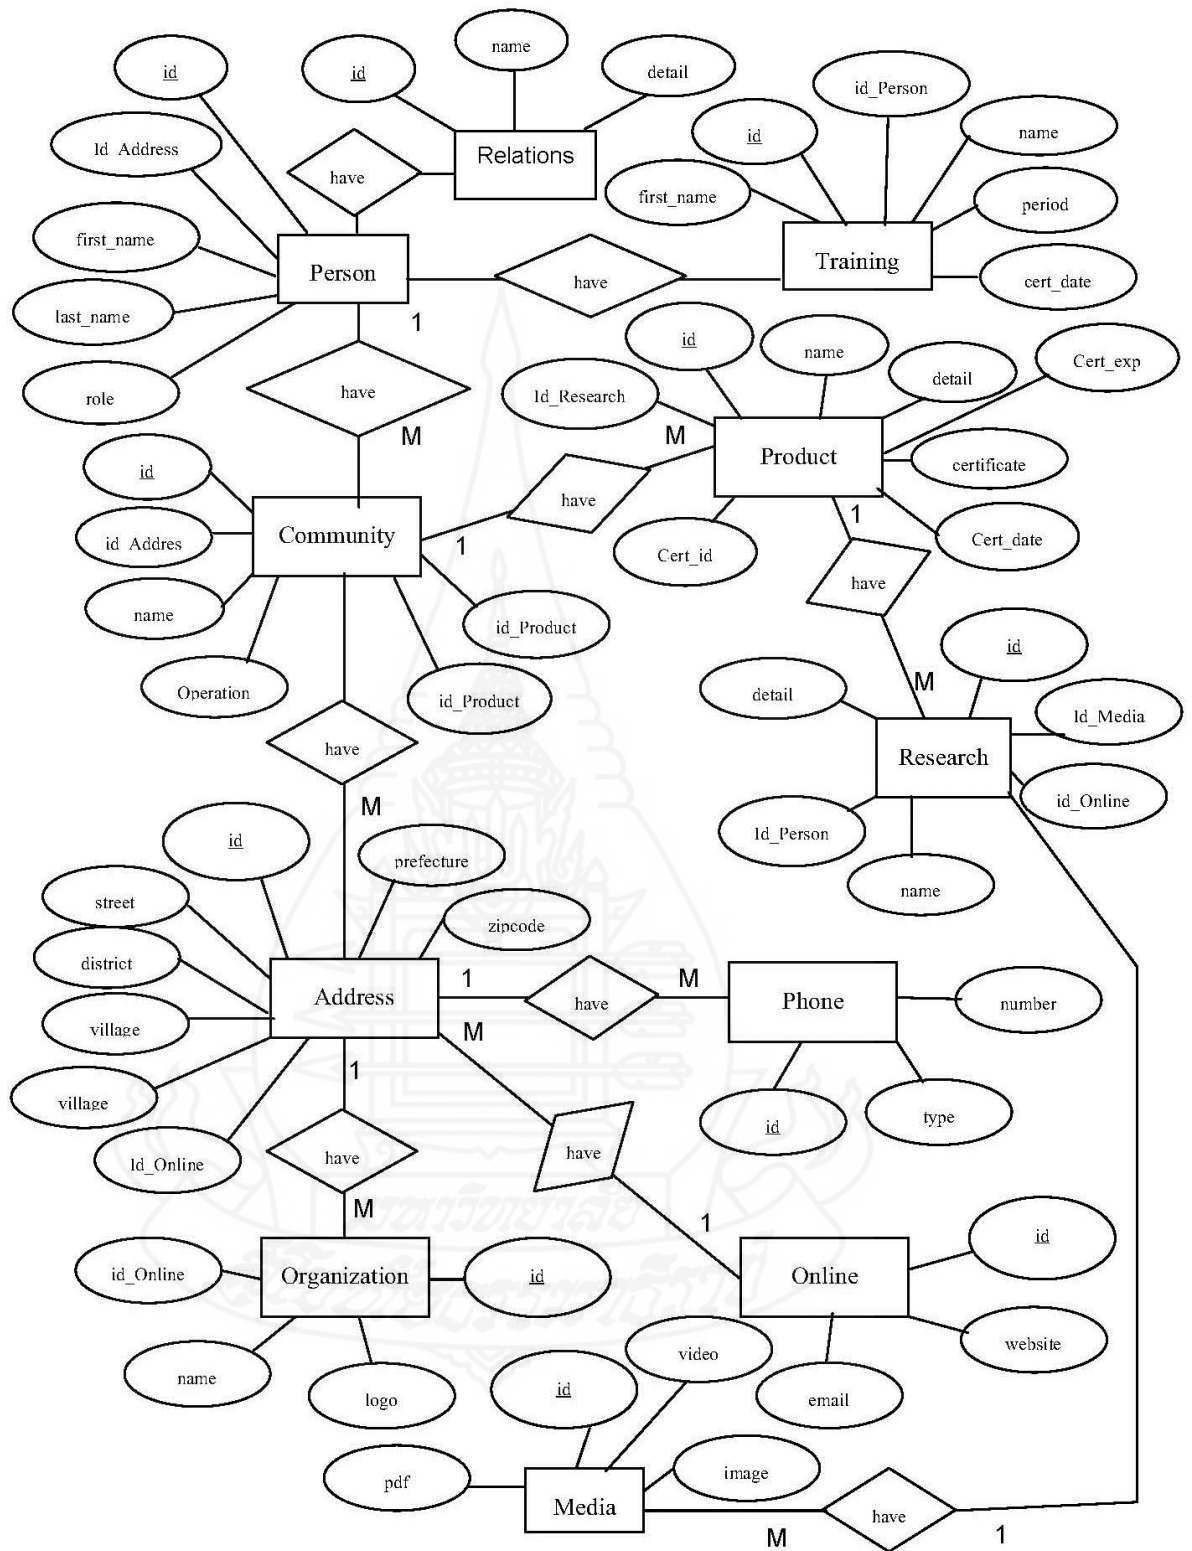 name
id
id
detail
id_Person
id
name
Id_Address
Relations
have
first_name
period
first_name
Person
have
Training
cert_date
last_name
1
id
name
Cert_exp
role
have
Id_Research
detail
M
M
Product
certificate
id
have
Community
1
1
Cert_id
Cert_date
id_Addres
have
name
id_Product
id
Operation
id_Product
M
detail
Id_Media
have
Research
id_Online
M
Id_Person
id
prefecture
name
street
zipcode
district
Address
1
have
M
Phone
number
village
M
village
1
id
type
Id_Online
have
have
M
1
id
id_Online
Organization
id
Online
name
logo
video
website
id
email
pdf
image
Media
have
M
1